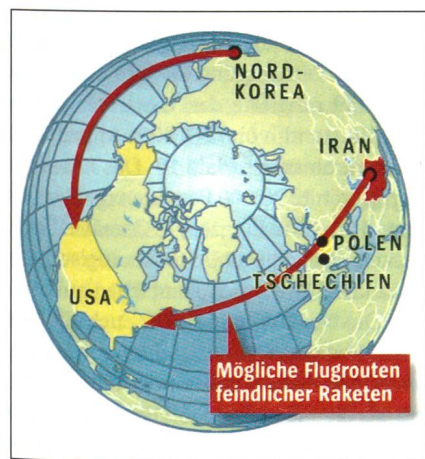 NORD-
KOREA
IRAN
POLEN
TSCHECHIEN
USA
Mögliche Flugrouten
feindlicher Raketen